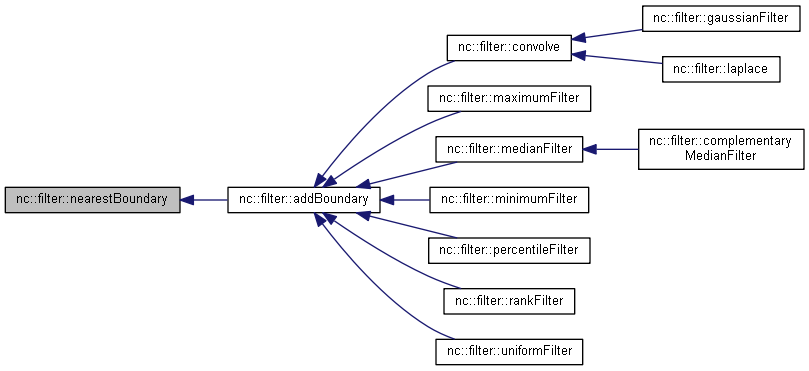 nc::filter::gaussianFilter
nc::filter::convolve
nc::filter::laplace
nc::filter::maximumFilter
nc::filter::medianFilter
nc::filter::complementary
MedianFilter
nc::filter::nearestBoundary
nc::filter::addBoundary
nc::filter::minimumFilter
nc::filter::percentileFilter
nc::filter::rankFilter
nc::filter::uniformFilter